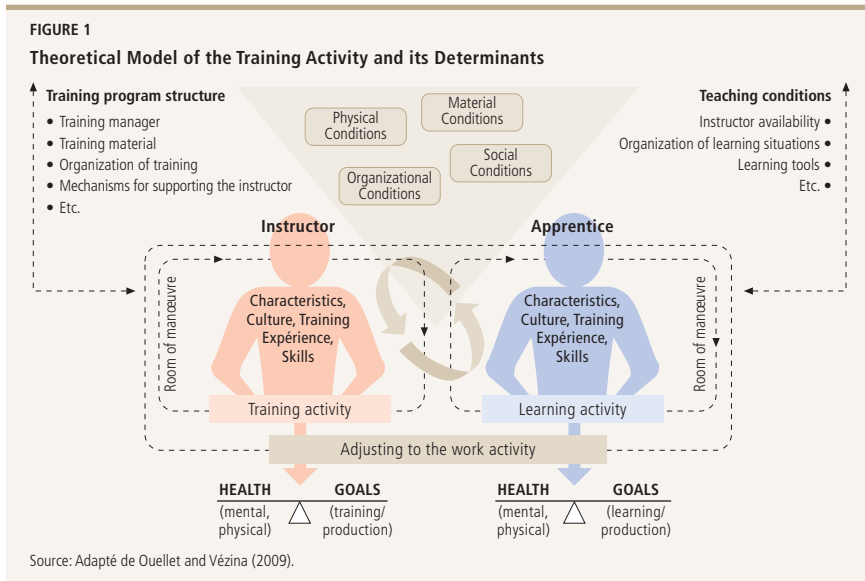 FIGURE 1
Theoretical Model of the Training Activity and its Determinants
Training program structure
• Training manager
• Training material
• Organization of training
• Mechanisms for supporting the instructor
• Etc.
Physical
Conditions
Material
Conditions
Organizational
Conditions
Social
Conditions
Teaching conditions
Instructor availability •
Organization of learning situations •
Learning tools •
Etc. •
Instructor
Room of manœuvre
Characteristics,
Culture, Training
Expérience,
Skills
Training activity
Apprentice
Characteristics,
Culture, Training
Expérience,
Skills
Room of manœuvre
Learning activity
Adjusting to the work activity
HEALTH GOALS
(mental, (training/
physical) production)
HEALTH GOALS
(mental, (learning/
physical) production)
Source: Adapté de Ouellet and Vézina (2009).